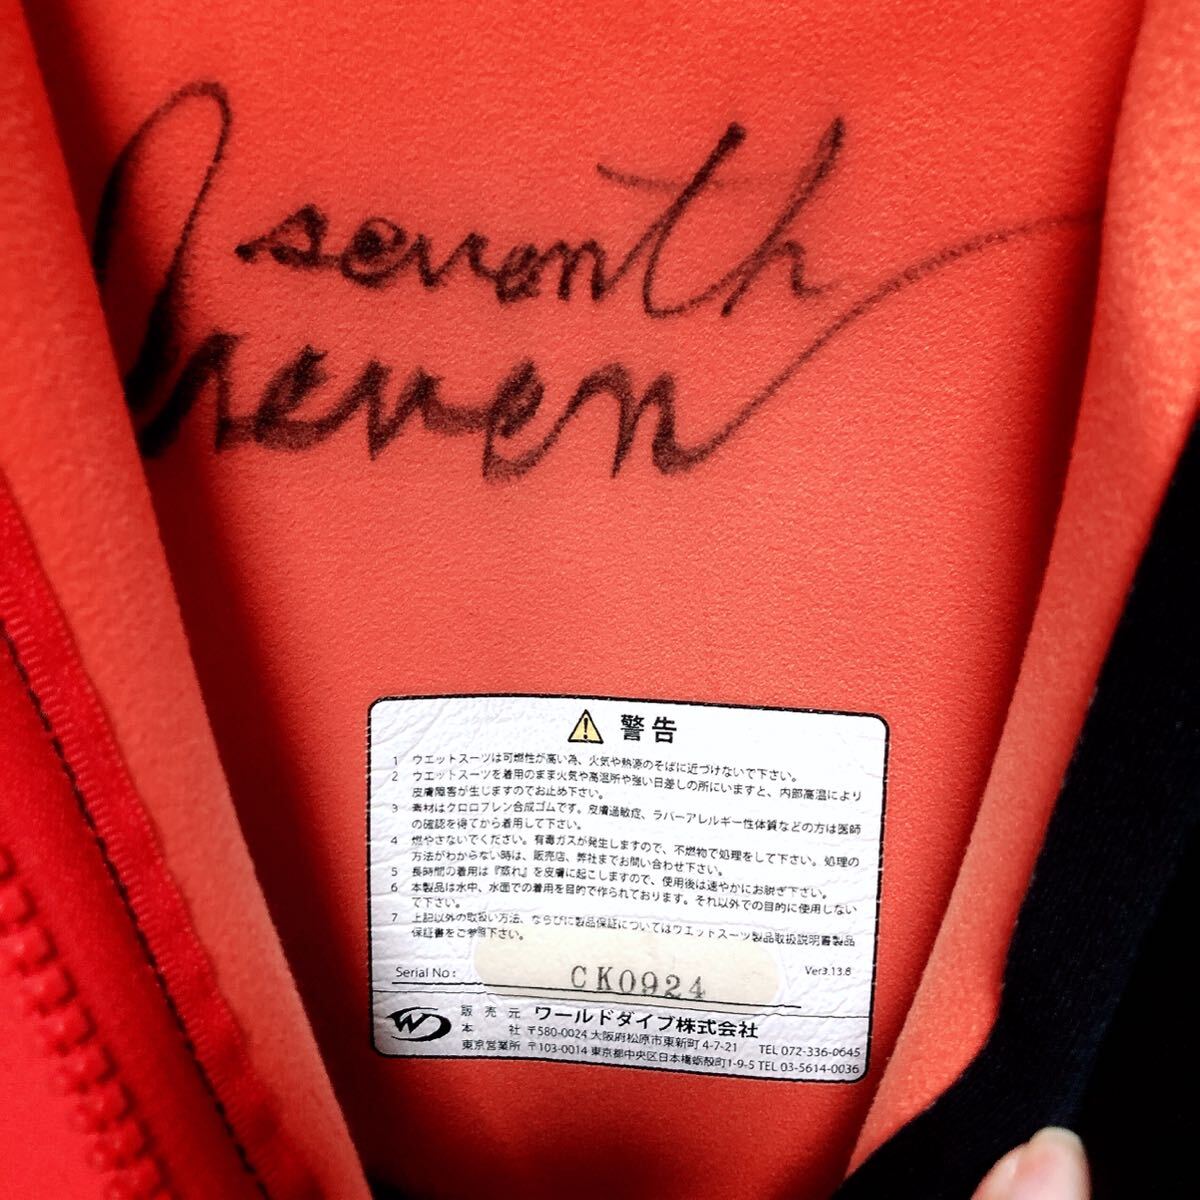 seventh
heven
警告
1 ウエットスーツは可燃性が高い為、火気や熱源のそばに近づけないで下さい。
2 ウエットスーツを着用のまま火気や高温所や強い日差しの所にいますと、内部高温により
皮膚障害が生じますのでお止め下さい。
3 素材はクロロプレン合成ゴムです。皮膚過敏症、ラバーアレルギー性体質などの方は医師
の確認を得てから着用して下さい。
4 燃やさないでください。有毒ガスが発生しますので、不燃物で処理をして下さい。処理の
方法がわからない時は、販売店、弊社までお問い合わせ下さい。
5 長時間の着用は『蒸れ』を皮膚に起こしますので、使用後は速やかにお脱ぎ下さい。
6 本製品は水中、水面での着用を目的で作られております。それ以外での目的に使用しない
で下さい。
7 上記以外の取扱い方法、ならびに製品保証についてはウエットスーツ製品取扱説明書製品
保証書をご参照下さい。
Serial No : CK0924 Ver3.13.8
販売元 ワールドダイブ株式会社
本社 〒580-0024 大阪府松原市東新町 4-7-21 TEL 072-336-0645
東京営業所 〒103-0014 東京都中央区日本橋蛎殻町1-9-5 TEL 03-5614-0036